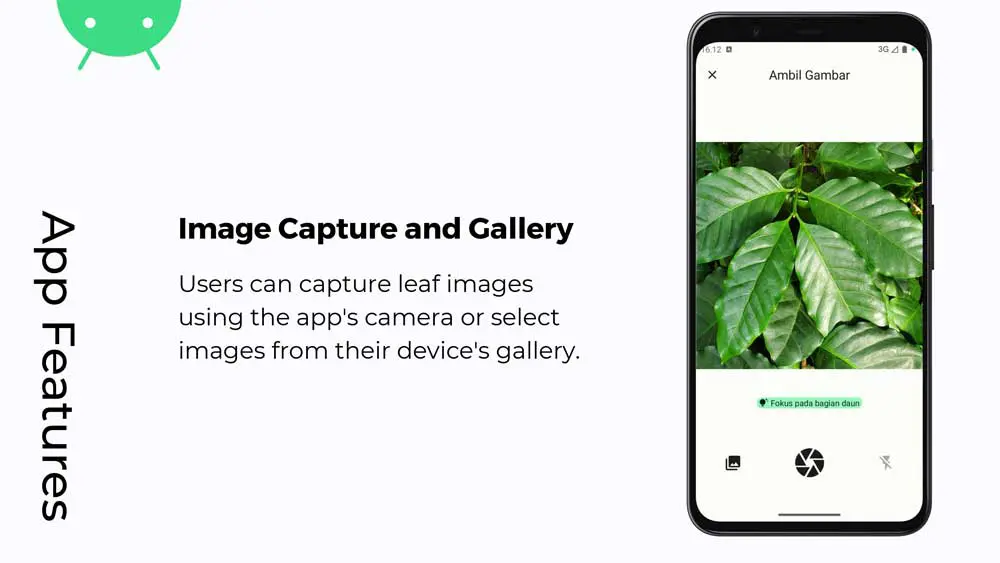 App Features
Image Capture and Gallery
Users can capture leaf images
using the app's camera or select
images from their device's gallery.
16.12
3G
Ambil Gambar
Fokus pada bagian daun